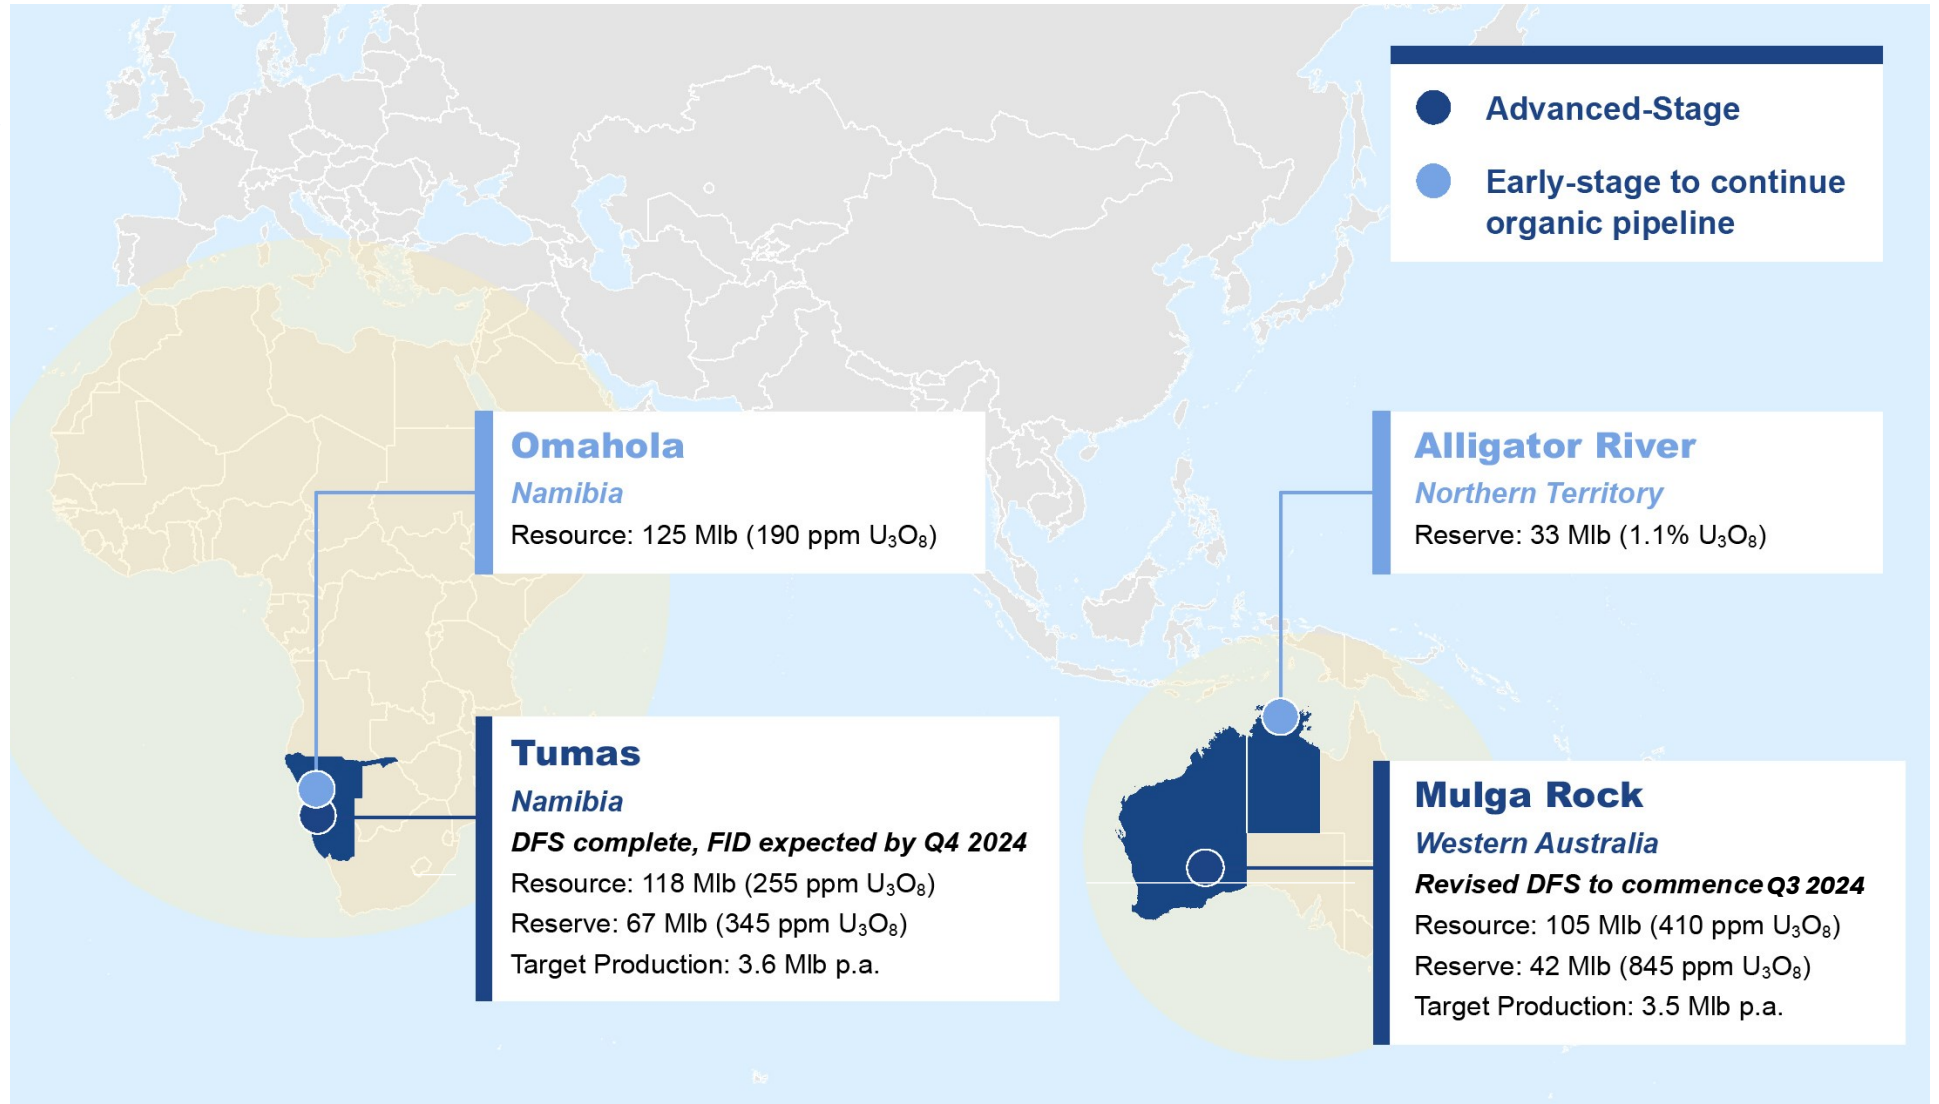 Advanced-Stage
Early-stage to continue
organic pipeline
Omahola
Namibia
Resource: 125 Mlb (190 ppm U₃O₈)
Alligator River
Northern Territory
Reserve: 33 Mlb (1.1% U₃O₈)
Tumas
Namibia
DFS complete, FID expected by Q4 2024
Resource: 118 Mlb (255 ppm U₃O₈)
Reserve: 67 Mlb (345 ppm U₃O₈)
Target Production: 3.6 Mlb p.a.
Mulga Rock
Western Australia
Revised DFS to commence Q3 2024
Resource: 105 Mlb (410 ppm U₃O₈)
Reserve: 42 Mlb (845 ppm U₃O₈)
Target Production: 3.5 Mlb p.a.